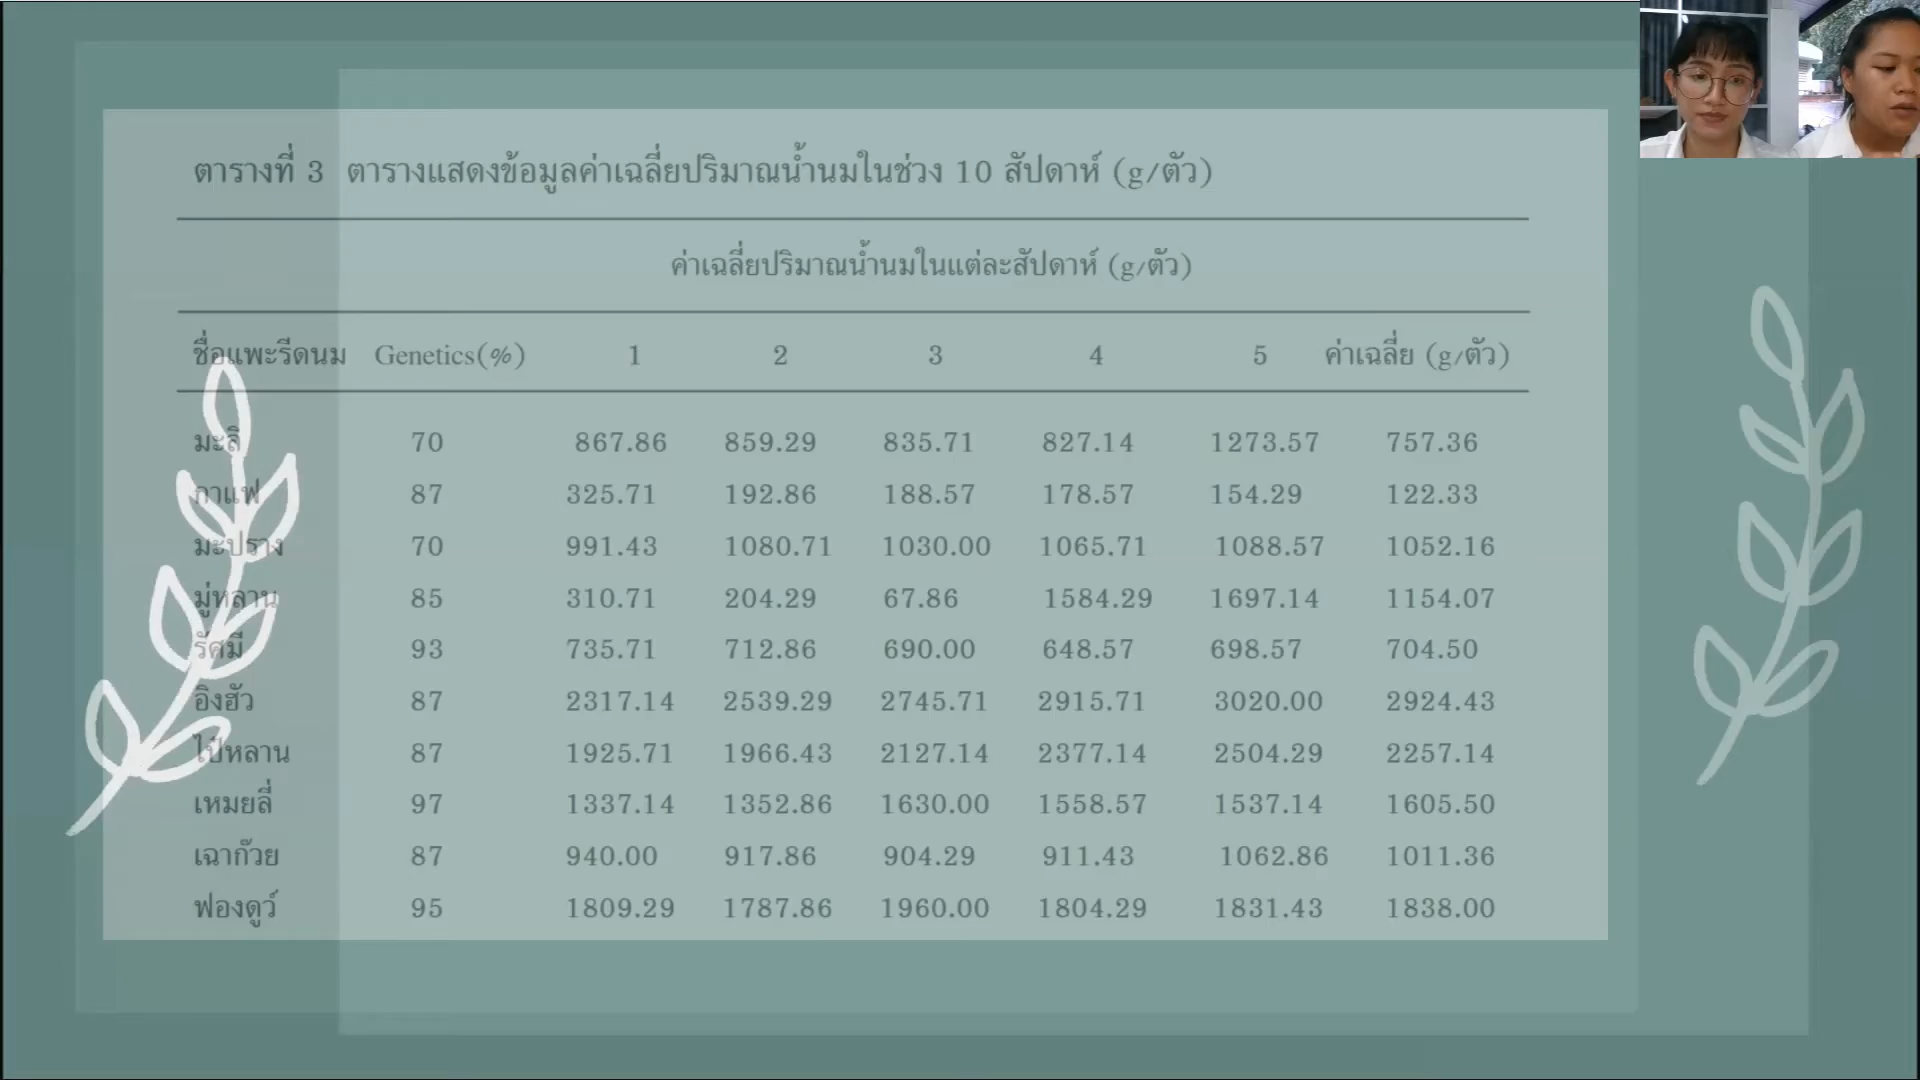 ตารางที่ 3 ตารางแสดงข้อมูลค่าเฉลี่ยปริมาณน้ำนมในช่วง 10 สัปดาห์ (g/ตัว)
ค่าเฉลี่ยปริมาณน้ำนมในแต่ละสัปดาห์ (g/ตัว)
ชื่อแพะรีดนม Genetics(%) 1 2 3 4 5 ค่าเฉลี่ย (g/ตัว)
มะลิ 70 867.86 859.29 835.71 827.14 1273.57 757.36
กาแฟ 87 325.71 192.86 188.57 178.57 154.29 122.33
มะปราง 70 991.43 1080.71 1030.00 1065.71 1088.57 1052.16
มู่หลาน 85 310.71 204.29 67.86 1584.29 1697.14 1154.07
รัศมี 93 735.71 712.86 690.00 648.57 698.57 704.50
อิงฮัว 87 2317.14 2539.29 2745.71 2915.71 3020.00 2924.43
ไป๋หลาน 87 1925.71 1966.43 2127.14 2377.14 2504.29 2257.14
เหมยลี่ 97 1337.14 1352.86 1630.00 1558.57 1537.14 1605.50
เฉาก๊วย 87 940.00 917.86 904.29 911.43 1062.86 1011.36
ฟองดูว์ 95 1809.29 1787.86 1960.00 1804.29 1831.43 1838.00